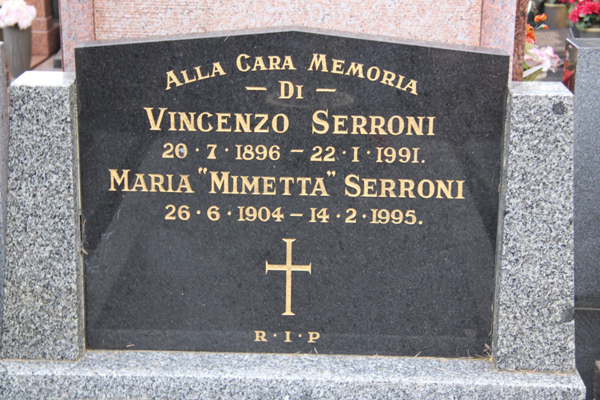 ALLA CARA MEMORIA
– DI –
VINCENZO SERRONI
20·7·1896 – 22·1·1991.
MARIA "MIMETTA" SERRONI
26·6·1904 – 14·2·1995.
R·I·P